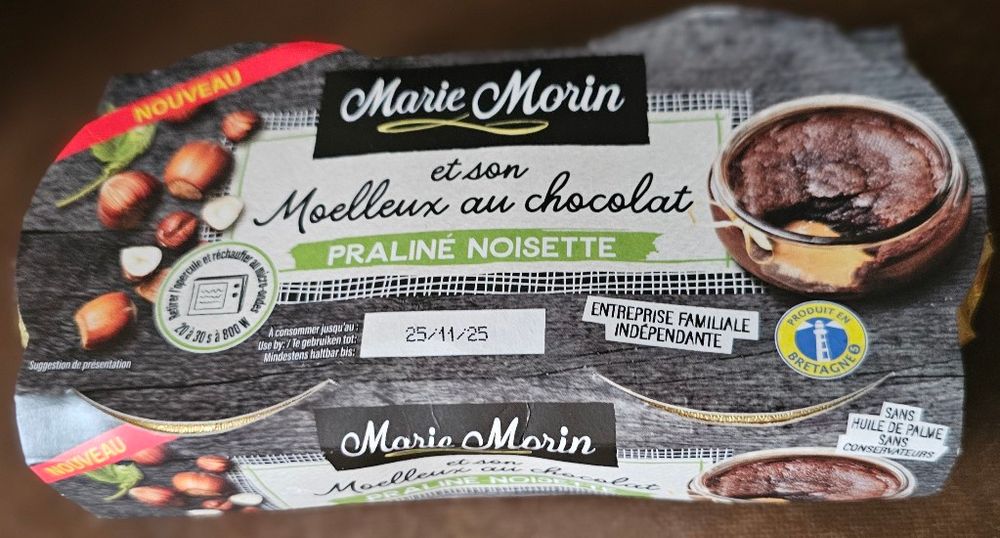 NOUVEAU
Marie Morin
et son
Moelleux au chocolat
PRALINÉ NOISETTE
Retirer l'opercule et réchauffer au micro-ondes
20 à 30 s à 800 W
A consommer jusqu'au :
Use by: / Te gebruiken tot:
Mindestens haltbar bis:
25/11/25
ENTREPRISE FAMILIALE
INDÉPENDANTE
PRODUIT EN
BRETAGNE
Suggestion de présentation
NOUVEAU
Marie Morin
et son
Moelleux au chocolat
PRALINÉ NOISETTE
SANS
HUILE DE PALME
SANS
CONSERVATEURS